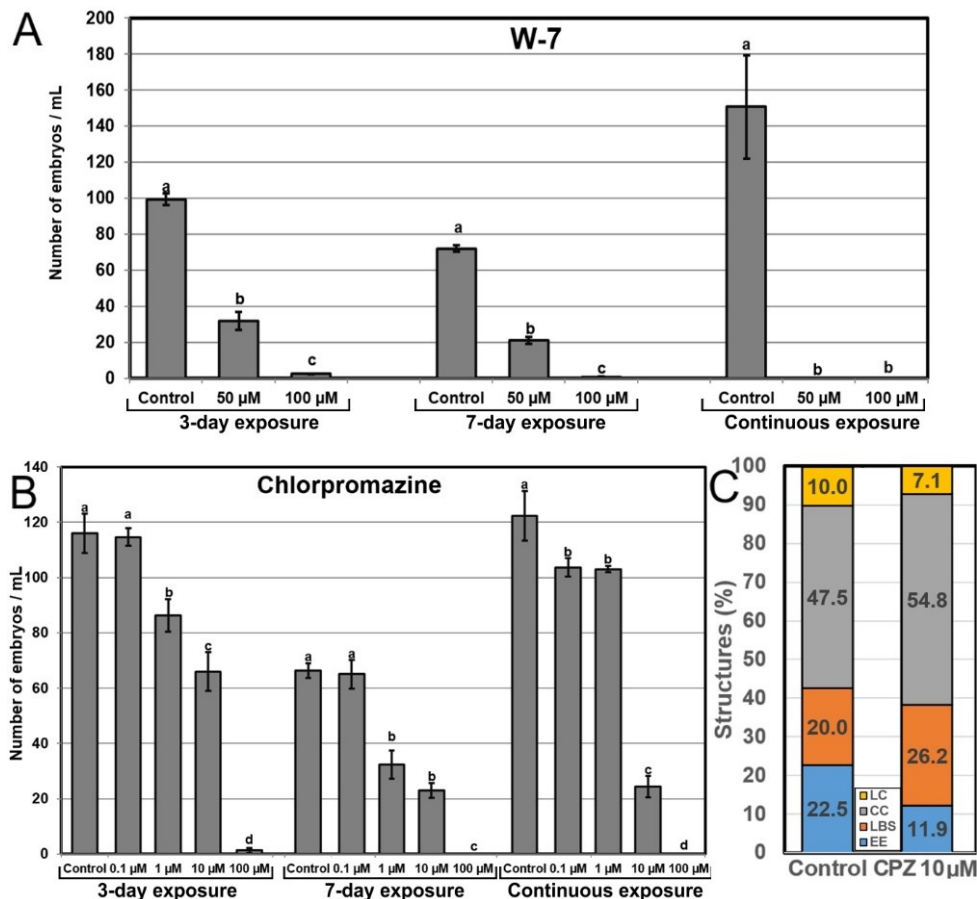 A
W-7
Number of embryos / mL
200
180
160
140
120
100
80
60
40
20
0
a
b
c
a
b
c
a
b
b
Control 50 µM 100 µM
Control 50 µM 100 µM
Control 50 µM 100 µM
3-day exposure
7-day exposure
Continuous exposure
B
Chlorpromazine
Number of embryos / mL
140
120
100
80
60
40
20
0
a
a
b
c
d
a
a
b
b
c
a
b
b
c
d
Control 0.1 µM 1 µM 10 µM 100 µM
Control 0.1 µM 1 µM 10 µM 100 µM
Control 0.1 µM 1 µM 10 µM 100 µM
3-day exposure
7-day exposure
Continuous exposure
C
Structures (%)
100
90
80
70
60
50
40
30
20
10
0
10.0
47.5
20.0
22.5
7.1
54.8
26.2
11.9
LC
CC
LBS
EE
Control CPZ 10µM